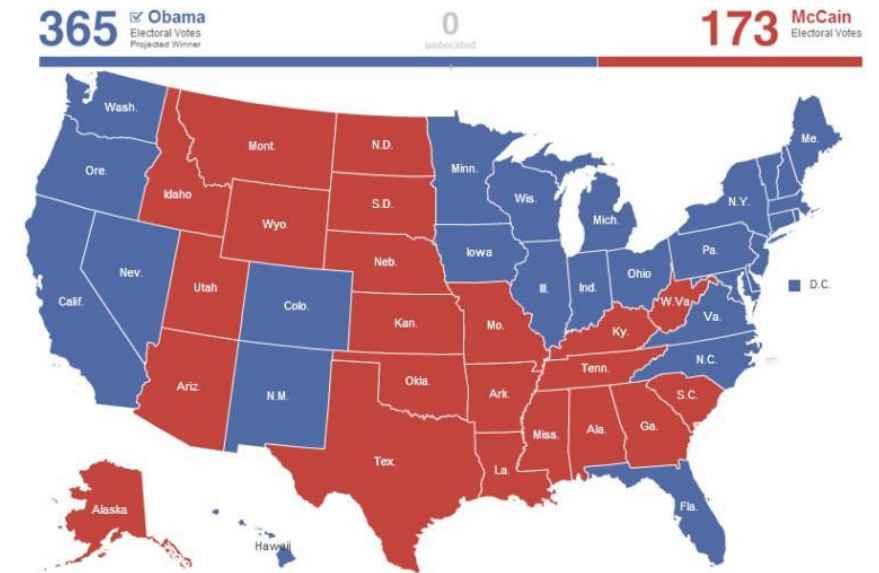 365
Obama
Electoral Votes
Projected Winner
0
undecided
173
McCain
Electoral Votes
Wash.
Me.
Mont.
N.D.
Minn.
Ore.
Idaho
S.D.
Wis.
N.Y.
Mich.
Wyo.
Iowa
Pa.
Neb.
Nev.
Utah
Ohio
D.C.
Calif.
Colo.
Ill.
Ind.
W.Va
Kan.
Mo.
Va.
Ky.
N.C.
Tenn.
Ariz.
Okla.
N.M.
Ark.
S.C.
Miss.
Ala.
Ga.
Tex.
La.
Fla.
Alaska
Hawaii